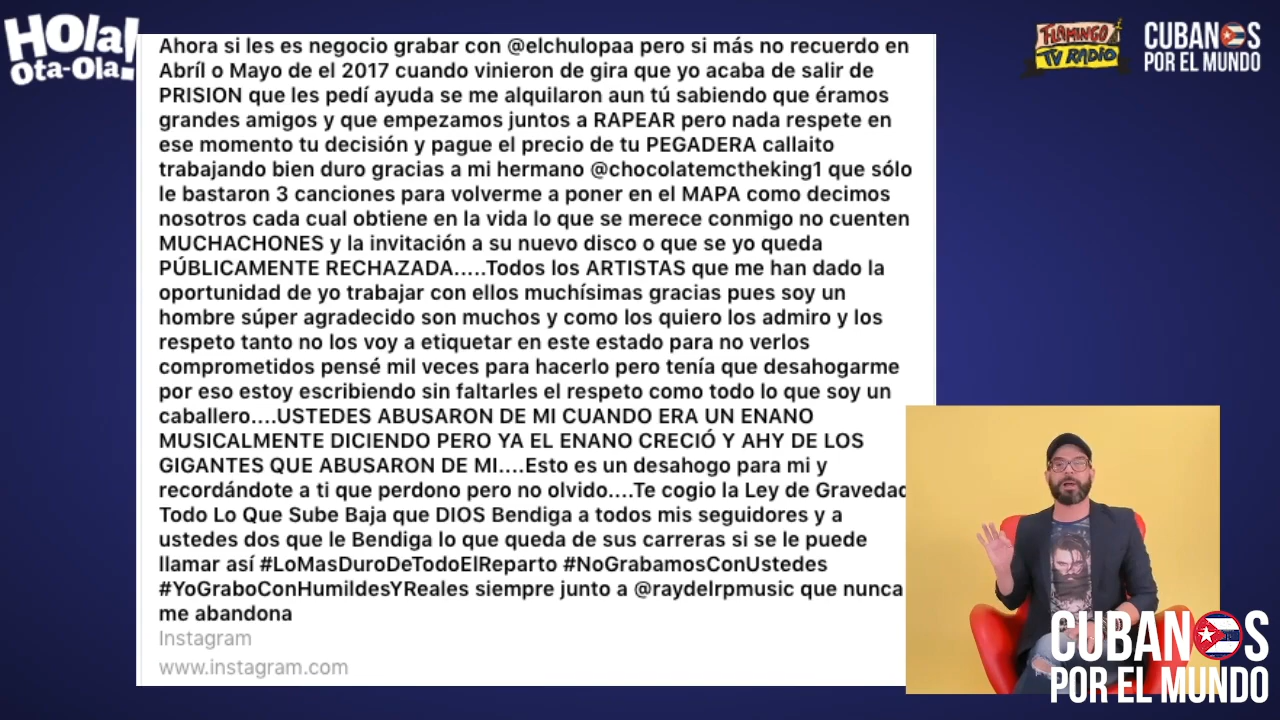 Hola!
Ota-Ola!
FLAMINGO
TV RADIO
CUBANOS
POR EL MUNDO
Ahora si les es negocio grabar con @elchulopaa pero si más no recuerdo en
Abríl o Mayo de el 2017 cuando vinieron de gira que yo acaba de salir de
PRISION que les pedí ayuda se me alquilaron aun tú sabiendo que éramos
grandes amigos y que empezamos juntos a RAPEAR pero nada respete en
ese momento tu decisión y pague el precio de tu PEGADERA callaito
trabajando bien duro gracias a mi hermano @chocolatemctheking1 que sólo
le bastaron 3 canciones para volverme a poner en el MAPA como decimos
nosotros cada cual obtiene en la vida lo que se merece conmigo no cuenten
MUCHACHONES y la invitación a su nuevo disco o que se yo queda
PÚBLICAMENTE RECHAZADA.....Todos los ARTISTAS que me han dado la
oportunidad de yo trabajar con ellos muchísimas gracias pues soy un
hombre súper agradecido son muchos y como los quiero los admiro y los
respeto tanto no los voy a etiquetar en este estado para no verlos
comprometidos pensé mil veces para hacerlo pero tenía que desahogarme
por eso estoy escribiendo sin faltarles el respeto como todo lo que soy un
caballero....USTEDES ABUSARON DE MI CUANDO ERA UN ENANO
MUSICALMENTE DICIENDO PERO YA EL ENANO CRECIÓ Y AHY DE LOS
GIGANTES QUE ABUSARON DE MI....Esto es un desahogo para mi y
recordándote a ti que perdono pero no olvido....Te cogio la Ley de Gravedad
Todo Lo Que Sube Baja que DIOS Bendiga a todos mis seguidores y a
ustedes dos que le Bendiga lo que queda de sus carreras si se le puede
llamar así #LoMasDuroDeTodoElReparto #NoGrabamosConUstedes
#YoGraboConHumildesYReales siempre junto a @raydelrpmusic que nunca
me abandona
Instagram
www.instagram.com
CUBANOS
POR EL MUNDO